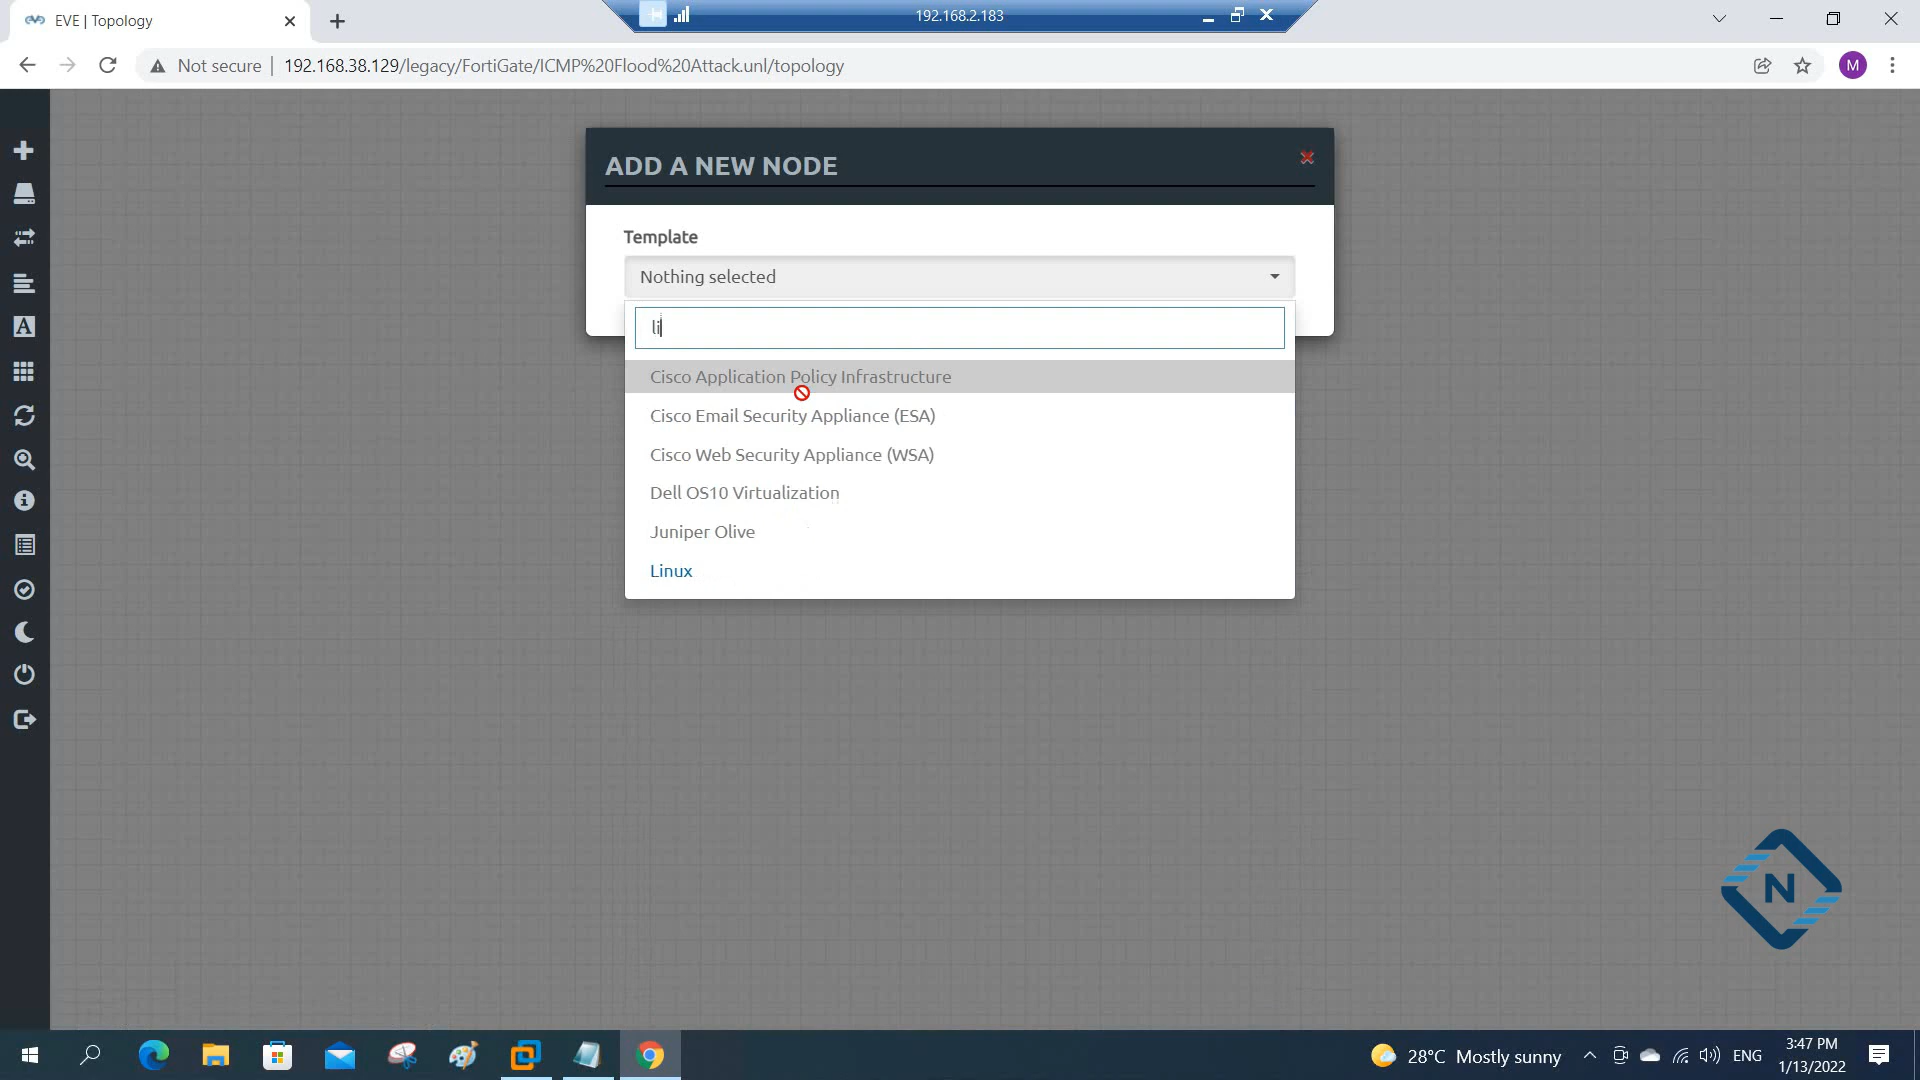 EVE | Topology
192.168.2.183
Not secure
192.168.38.129/legacy/FortiGate/ICMP%20Flood%20Attack.unl/topology
M
ADD A NEW NODE
Template
Nothing selected
li
Cisco Application Policy Infrastructure
Cisco Email Security Appliance (ESA)
Cisco Web Security Appliance (WSA)
Dell OS10 Virtualization
Juniper Olive
Linux
N
28°C Mostly sunny
ENG
3:47 PM
1/13/2022